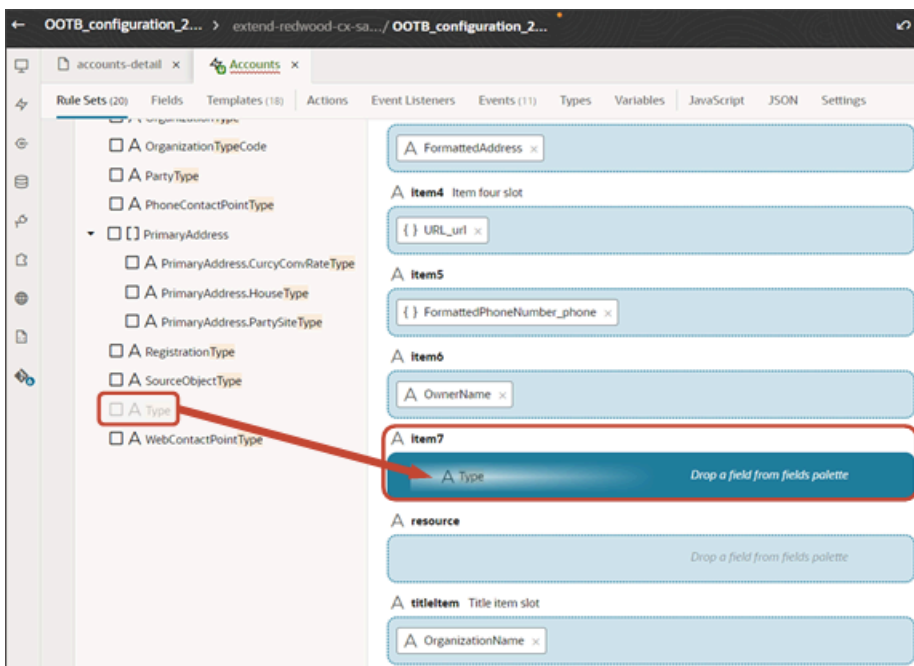 OOTB_configuration_2... > extend-redwood-cx-sa.../ OOTB_configuration_2...
accounts-detail × Accounts ×
Rule Sets (20) Fields Templates (18) Actions Event Listeners Events (11) Types Variables JavaScript JSON Settings
A OrganizationType
A OrganizationTypeCode
A PartyType
A PhoneContactPointType
[ ] PrimaryAddress
A PrimaryAddress.CurcyConvRateType
A PrimaryAddress.HouseType
A PrimaryAddress.PartySiteType
A RegistrationType
A SourceObjectType
A Type
A WebContactPointType
A FormattedAddress ×
A item4 Item four slot
{ } URL_url ×
A item5
{ } FormattedPhoneNumber_phone ×
A item6
A OwnerName ×
A item7
A Type Drop a field from fields palette
A resource
Drop a field from fields palette
A titleItem Title item slot
A OrganizationName ×